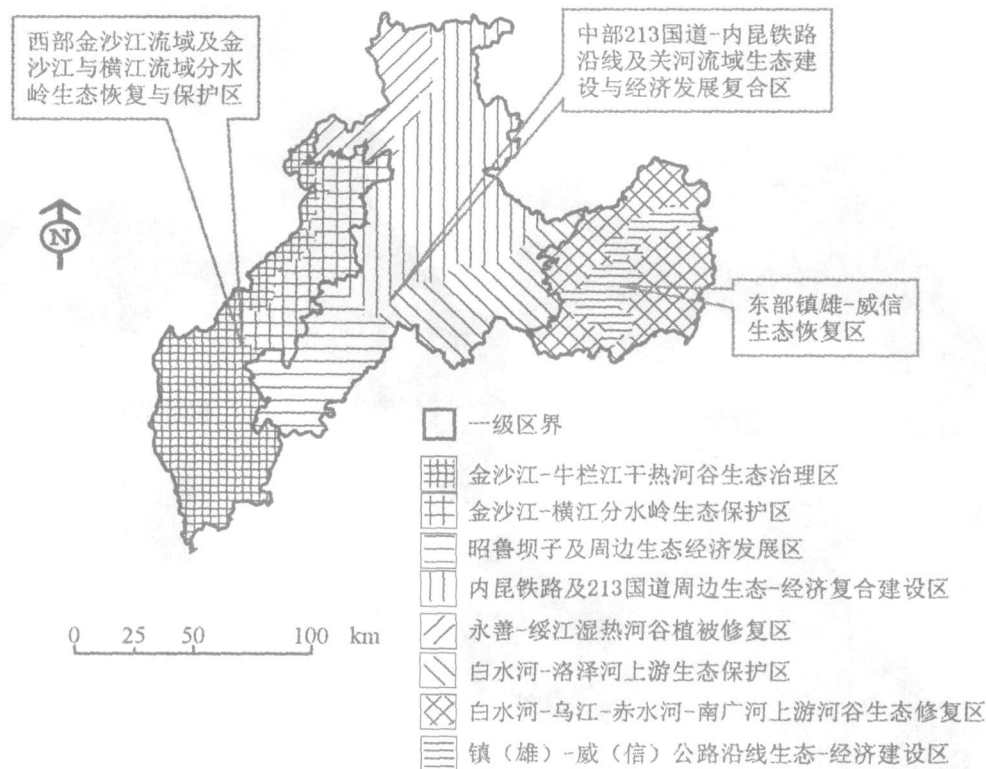 西部金沙江流域及金
沙江与横江流域分水
岭生态恢复与保护区
中部213国道-内昆铁路
沿线及关河流域生态建
设与经济发展复合区
N
东部镇雄-威信
生态恢复区
一级区界
金沙江-牛栏江干热河谷生态治理区
金沙江-横江分水岭生态保护区
昭鲁坝子及周边生态经济发展区
内昆铁路及213国道周边生态-经济复合建设区
永善-绥江湿热河谷植被修复区
白水河-洛泽河上游生态保护区
白水河-乌江-赤水河-南广河上游河谷生态修复区
镇（雄）-威（信）公路沿线生态-经济建设区
0 25 50 100 km